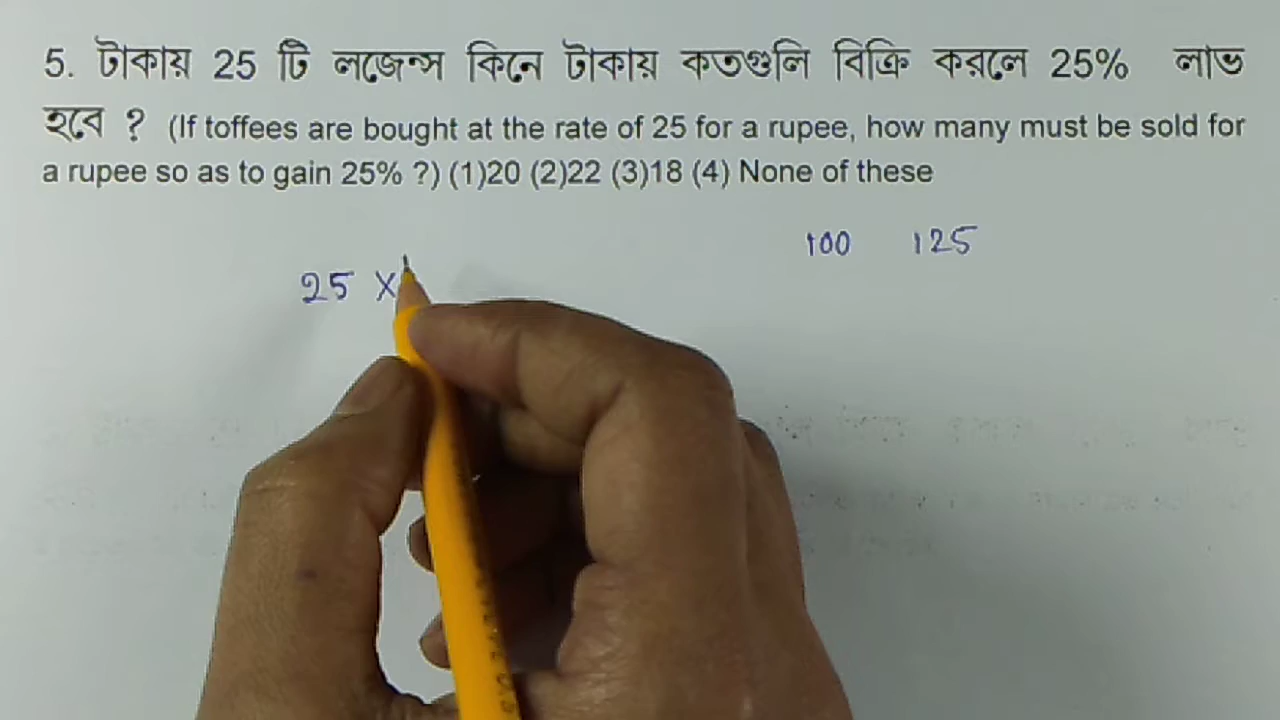 5. টাকায় 25 টি লজেন্স কিনে টাকায় কতগুলি বিক্রি করলে 25% লাভ
হবে ? (If toffees are bought at the rate of 25 for a rupee, how many must be sold for
a rupee so as to gain 25% ?) (1)20 (2)22 (3)18 (4) None of these
100 125
25 ×